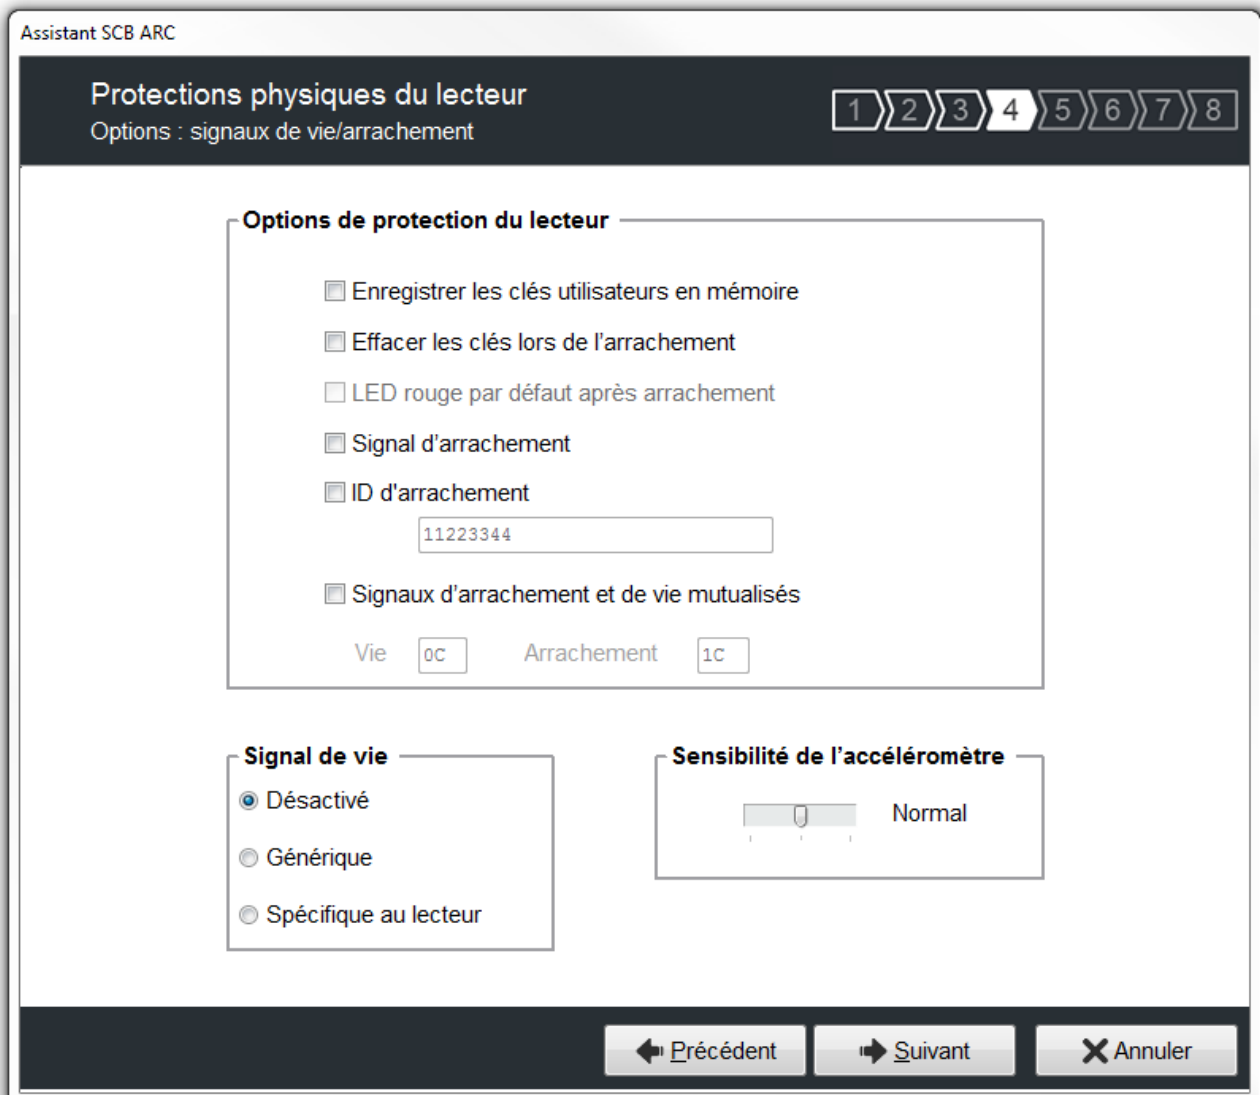 Assistant SCB ARC
Protections physiques du lecteur
Options : signaux de vie/arrachement
1 2 3 4 5 6 7 8
Options de protection du lecteur
Enregistrer les clés utilisateurs en mémoire
Effacer les clés lors de l’arrachement
LED rouge par défaut après arrachement
Signal d’arrachement
ID d'arrachement
11223344
Signaux d’arrachement et de vie mutualisés
Vie 0C Arrachement 1C
Signal de vie
Désactivé
Générique
Spécifique au lecteur
Sensibilité de l’accéléromètre
Normal
Précédent Suivant Annuler